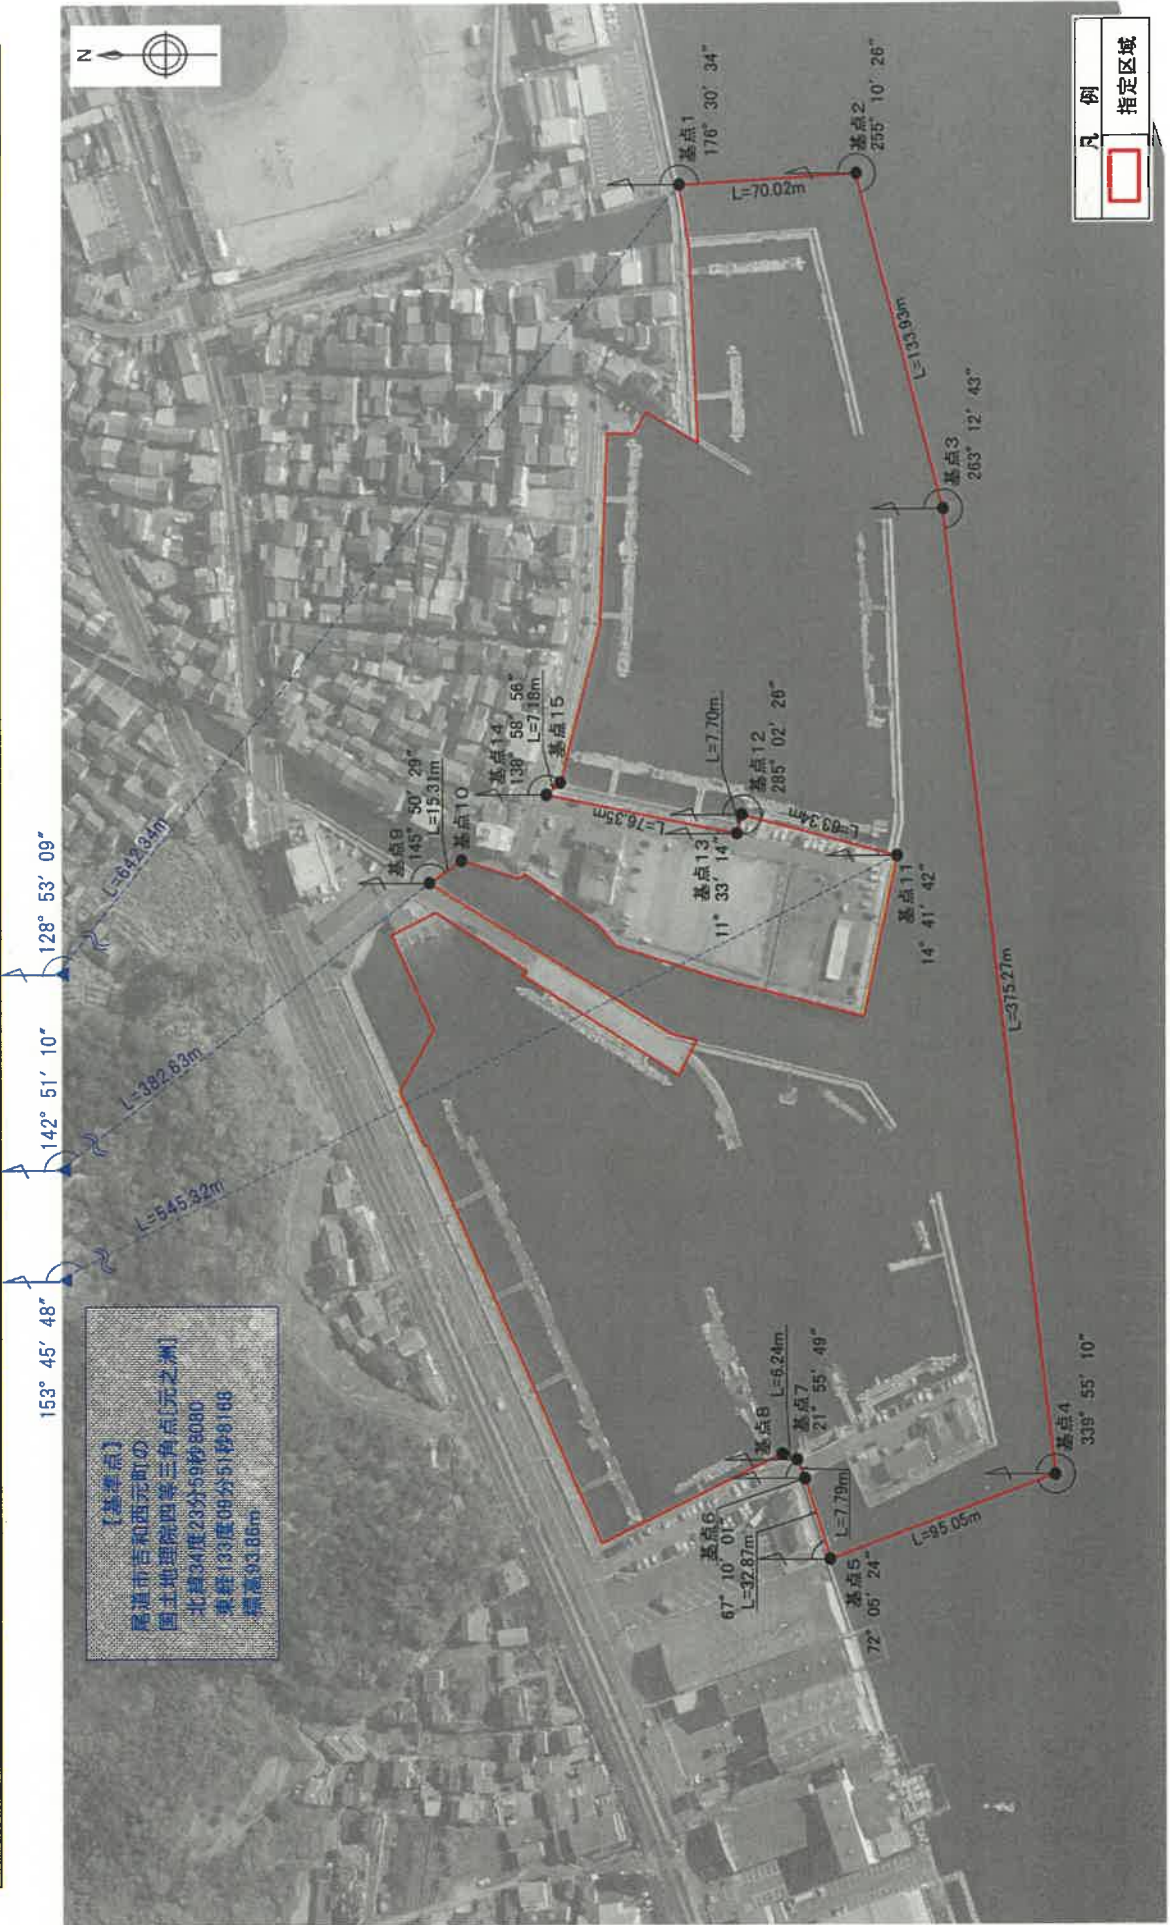 N
153° 45′ 48″
142° 51′ 10″
128° 53′ 09″
L=545.32m
L=382.63m
L=642.34m
【基準点】
尾道市吉和西元町の
国土地理院四等三角点[元之洲]
北緯34度23分59秒8080
東経133度09分51秒8168
標高93.86m
基点1
176° 30′ 34″
L=70.02m
基点2
255° 10′ 26″
L=133.93m
基点3
263° 12′ 43″
L=375.27m
基点4
339° 55′ 10″
L=95.05m
基点5
72° 05′ 24″
L=32.87m
基点6
67° 10′ 01″
L=7.79m
基点7
21° 55′ 49″
L=6.24m
基点8
基点9
145° 50′ 29″
L=15.31m
基点10
基点11
14° 41′ 42″
L=63.34m
基点12
285° 02′ 26″
L=7.70m
基点13
11° 33′ 14″
L=76.35m
基点14
138° 58′ 56″
L=7.18m
基点15
凡 例
指定区域